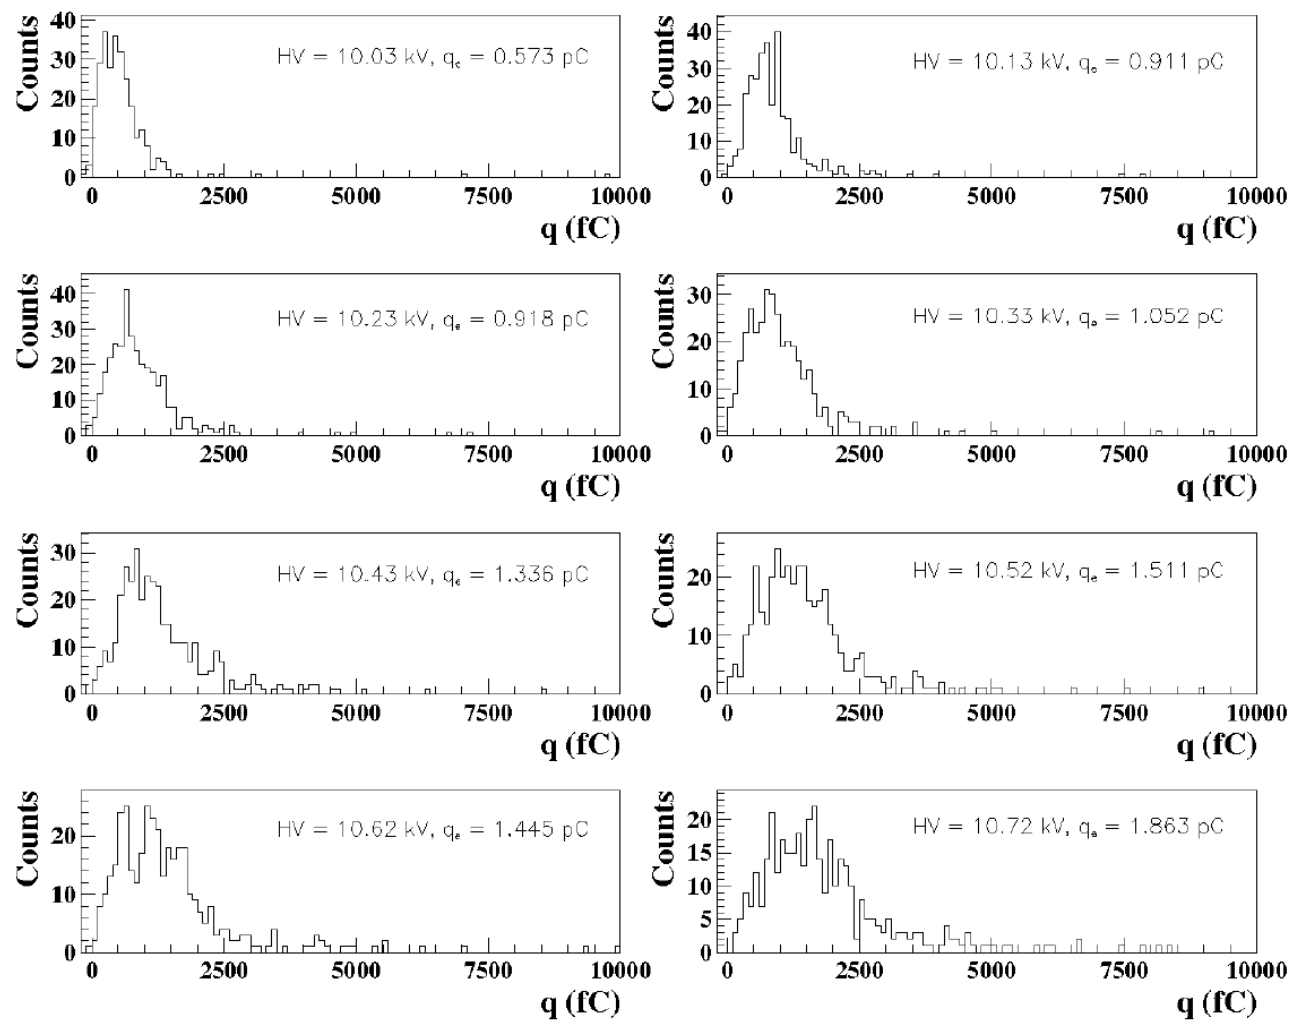 Counts
40
30
20
10
0
HV = 10.03 kV, qe = 0.573 pC
0 2500 5000 7500 10000
q (fC)
Counts
40
30
20
10
0
HV = 10.13 kV, qe = 0.911 pC
0 2500 5000 7500 10000
q (fC)
Counts
40
30
20
10
0
HV = 10.23 kV, qe = 0.918 pC
0 2500 5000 7500 10000
q (fC)
Counts
30
20
10
0
HV = 10.33 kV, qe = 1.052 pC
0 2500 5000 7500 10000
q (fC)
Counts
30
20
10
0
HV = 10.43 kV, qe = 1.336 pC
0 2500 5000 7500 10000
q (fC)
Counts
20
10
0
HV = 10.52 kV, qe = 1.511 pC
0 2500 5000 7500 10000
q (fC)
Counts
20
10
0
HV = 10.62 kV, qe = 1.445 pC
0 2500 5000 7500 10000
q (fC)
Counts
20
15
10
5
0
HV = 10.72 kV, qe = 1.863 pC
0 2500 5000 7500 10000
q (fC)